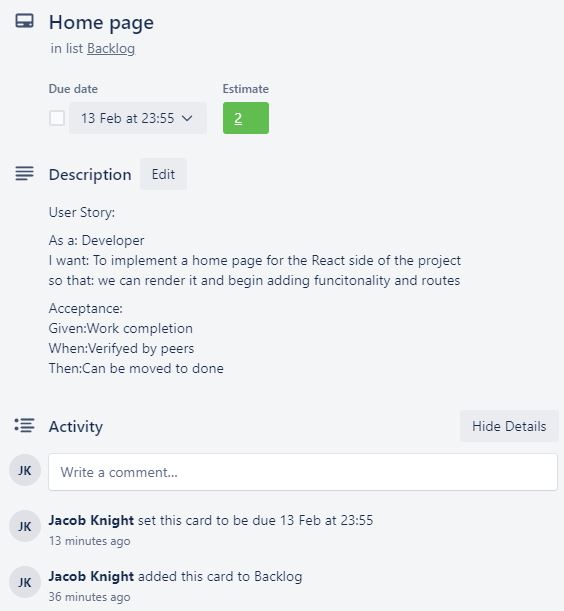 Home page
in list Backlog
Due date
Estimate
13 Feb at 23:55
2
Description
Edit
User Story:
As a: Developer
I want: To implement a home page for the React side of the project
so that: we can render it and begin adding funcitonality and routes
Acceptance:
Given:Work completion
When:Verifyed by peers
Then:Can be moved to done
Activity
Hide Details
JK
Write a comment...
JK
Jacob Knight set this card to be due 13 Feb at 23:55
13 minutes ago
JK
Jacob Knight added this card to Backlog
36 minutes ago